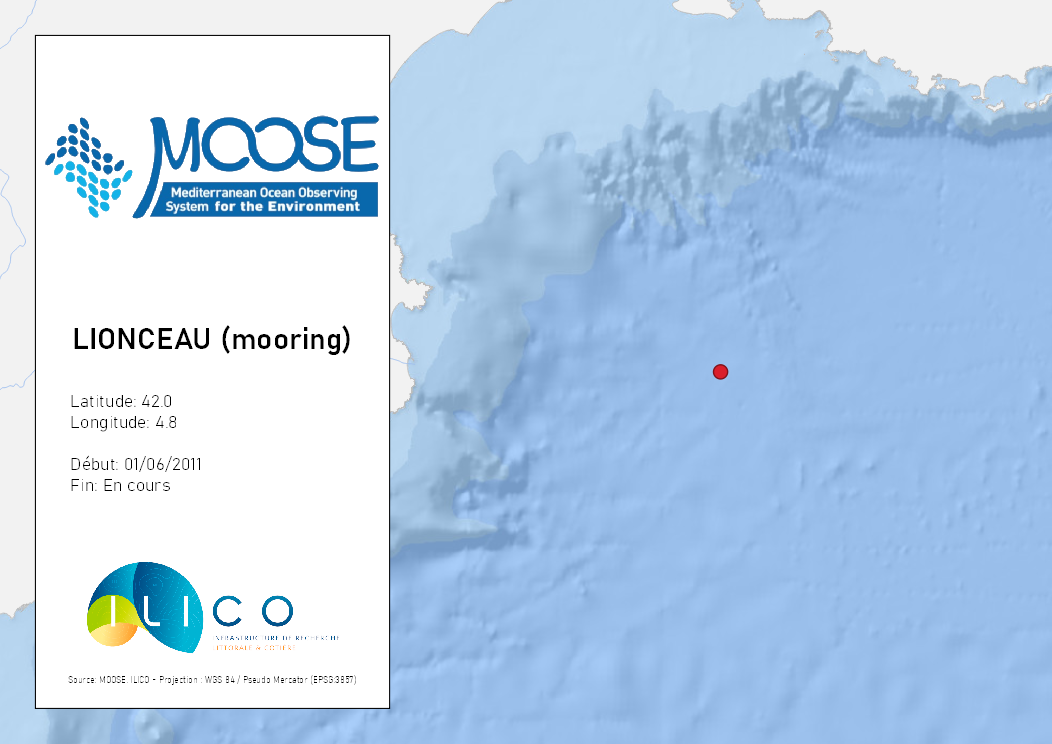 MOOSE
Mediterranean Ocean Observing
System for the Environment
LIONCEAU (mooring)
Latitude: 42.0
Longitude: 4.8
Début: 01/06/2011
Fin: En cours
ILICO
INFRASTRUCTURE DE RECHERCHE
LITTORALE & COTIERE
Source: MOOSE, ILICO - Projection : WGS 84 / Pseudo Mercator (EPSG:3857)